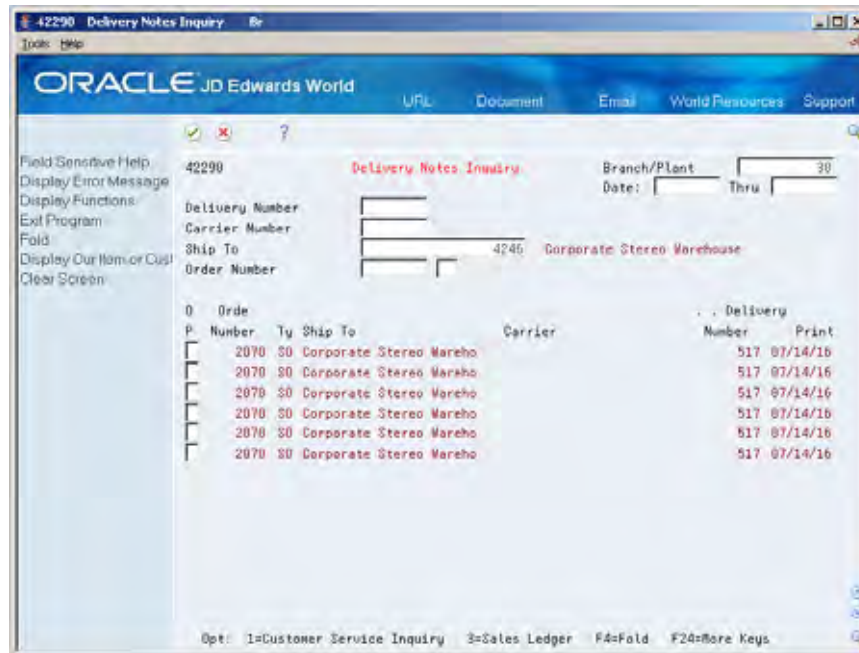 42290 Delivery Notes Inquiry Br
Tools Help
ORACLE JD Edwards World
URL Document Email World Resources Support
Field Sensitive Help
Display Error Message
Display Functions
Exit Program
Fold
Display Our Item or Cust
Clear Screen
42290 Delivery Notes Inquiry Branch/Plant 30
Date: Thru
Delivery Number
Carrier Number
Ship To 4245 Corporate Stereo Warehouse
Order Number
O Orde . . Delivery
P Number Ty Ship To Carrier Number Print
2070 SO Corporate Stereo Wareho 517 07/14/16
2070 SO Corporate Stereo Wareho 517 07/14/16
2070 SO Corporate Stereo Wareho 517 07/14/16
2070 SO Corporate Stereo Wareho 517 07/14/16
2070 SO Corporate Stereo Wareho 517 07/14/16
2070 SO Corporate Stereo Wareho 517 07/14/16
Opt: 1=Customer Service Inquiry 3=Sales Ledger F4=Fold F24=More Keys